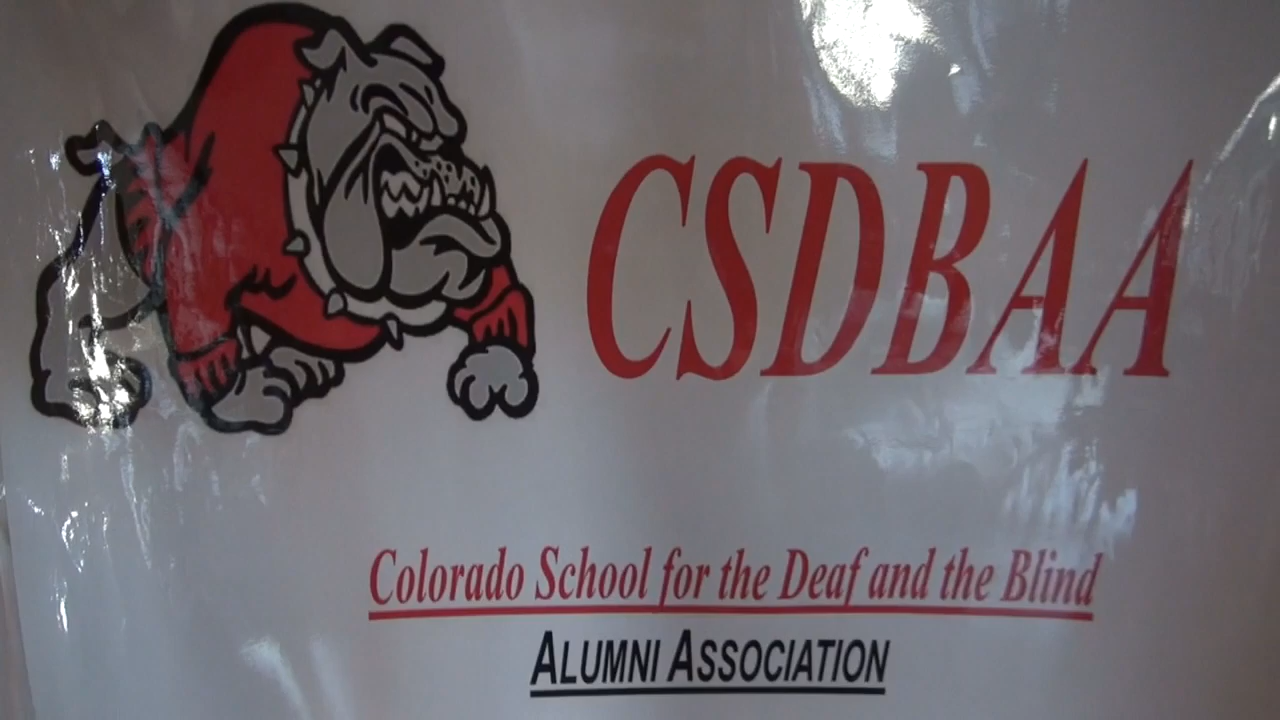 CSDBAA
Colorado School for the Deaf and the Blind
ALUMNI ASSOCIATION